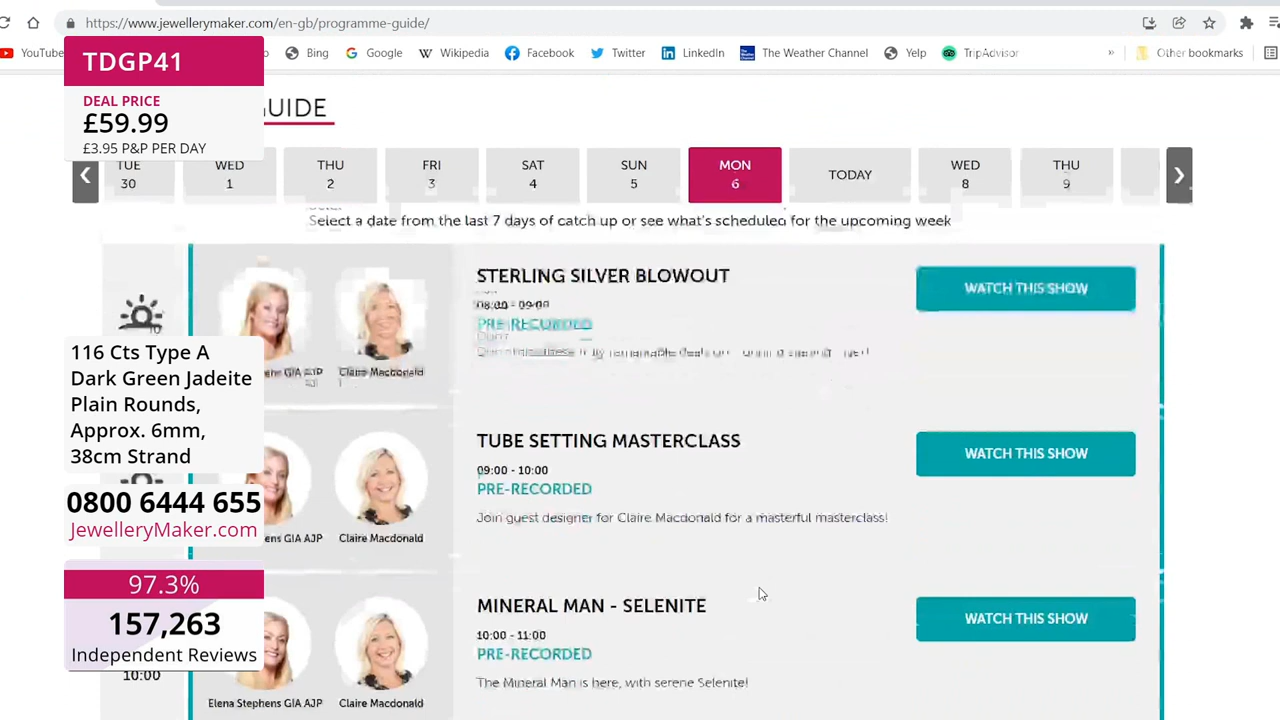 https://www.jewellerymaker.com/en-gb/programme-guide/
YouTube Bing Google Wikipedia Facebook Twitter LinkedIn The Weather Channel Yelp TripAdvisor » Other bookmarks
TDGP41
DEAL PRICE
£59.99
£3.95 P&P PER DAY
GUIDE
TUE
30
WED
1
THU
2
FRI
3
SAT
4
SUN
5
MON
6
TODAY
WED
8
THU
9
Select a date from the last 7 days of catch up or see what's scheduled for the upcoming week
STERLING SILVER BLOWOUT
08:00 - 09:00
PRE-RECORDED
WATCH THIS SHOW
GIA AJP
Claire Macdonald
116 Cts Type A
Dark Green Jadeite
Plain Rounds,
Approx. 6mm,
38cm Strand
TUBE SETTING MASTERCLASS
09:00 - 10:00
PRE-RECORDED
Join guest designer for Claire Macdonald for a masterful masterclass!
WATCH THIS SHOW
GIA AJP
Claire Macdonald
0800 6444 655
JewelleryMaker.com
97.3%
157,263
Independent Reviews
10:00
MINERAL MAN - SELENITE
10:00 - 11:00
PRE-RECORDED
The Mineral Man is here, with serene Selenite!
WATCH THIS SHOW
Elena Stephens GIA AJP
Claire Macdonald